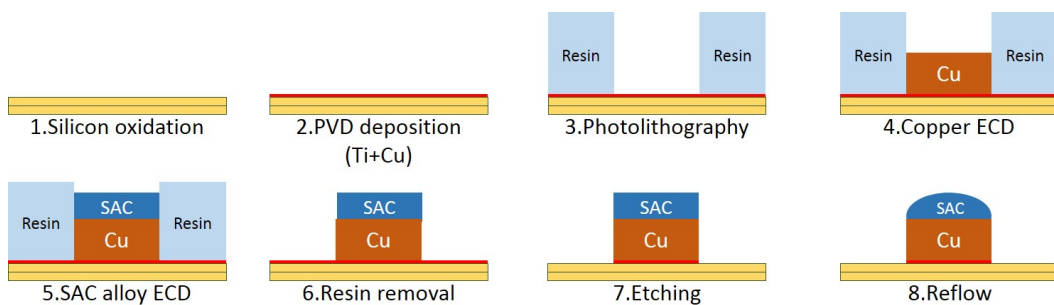 Resin
Resin
Resin
Cu
Resin
1.Silicon oxidation
2.PVD deposition
(Ti+Cu)
3.Photolithography
4.Copper ECD
Resin
SAC
Cu
Resin
SAC
Cu
SAC
Cu
SAC
Cu
5.SAC alloy ECD
6.Resin removal
7.Etching
8.Reflow